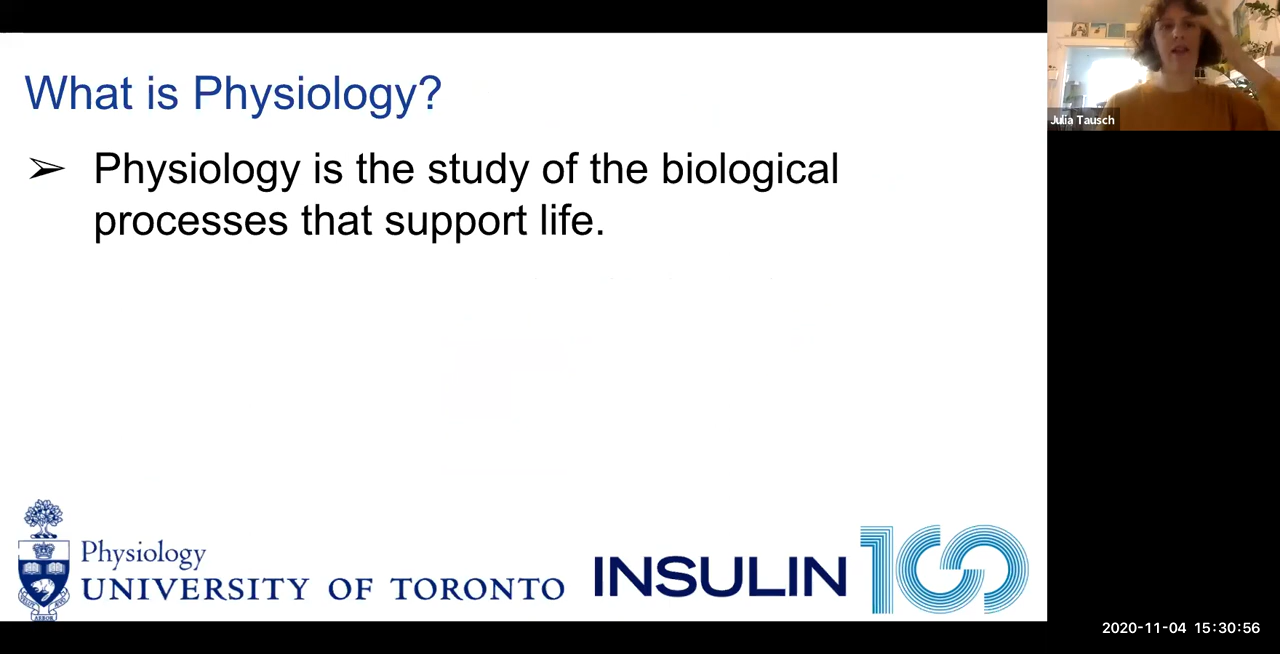 What is Physiology?
➢ Physiology is the study of the biological
processes that support life.
Julia Tausch
Physiology
UNIVERSITY OF TORONTO
INSULIN 100
2020-11-04 15:30:56